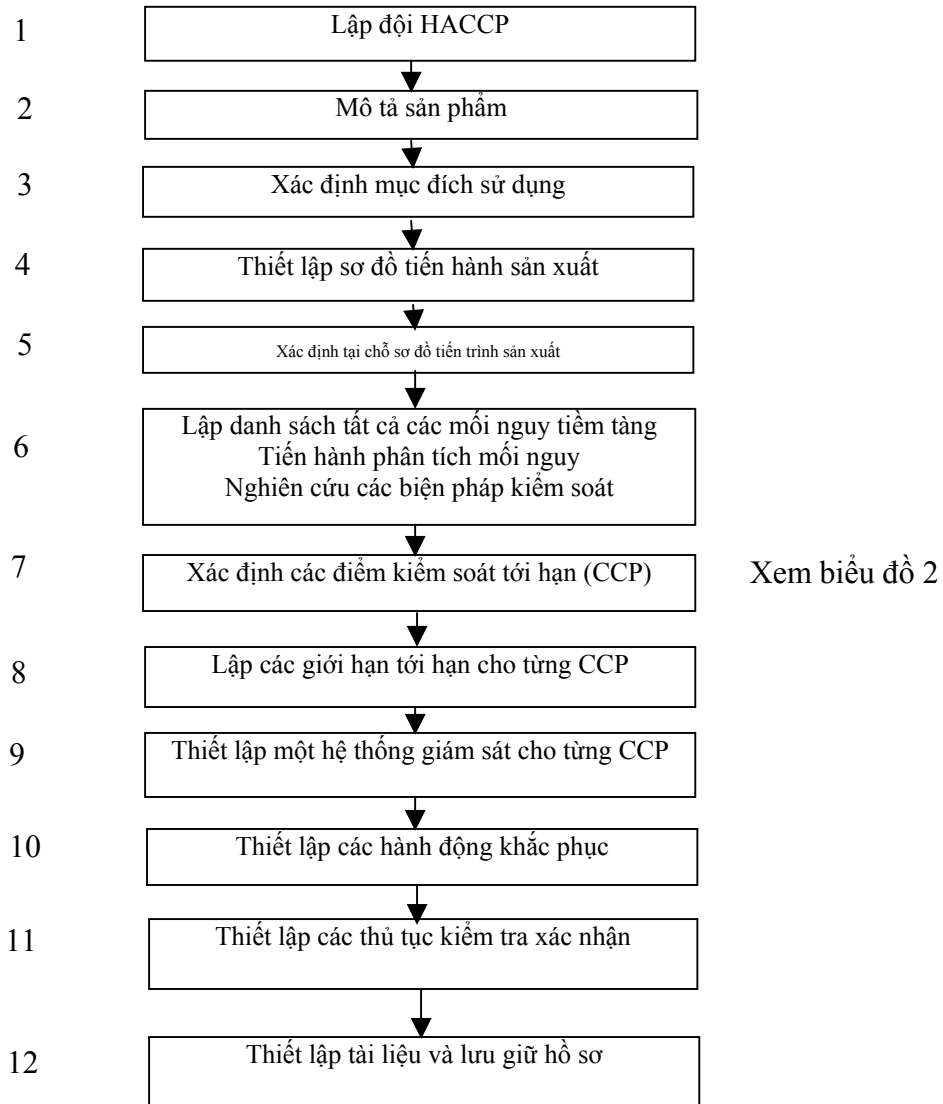 1
Lập đội HACCP
2
Mô tả sản phẩm
3
Xác định mục đích sử dụng
4
Thiết lập sơ đồ tiến hành sản xuất
5
Xác định tại chỗ sơ đồ tiến trình sản xuất
6
Lập danh sách tất cả các mối nguy tiềm tàng
Tiến hành phân tích mối nguy
Nghiên cứu các biện pháp kiểm soát
7
Xác định các điểm kiểm soát tới hạn (CCP)
Xem biểu đồ 2
8
Lập các giới hạn tới hạn cho từng CCP
9
Thiết lập một hệ thống giám sát cho từng CCP
10
Thiết lập các hành động khắc phục
11
Thiết lập các thủ tục kiểm tra xác nhận
12
Thiết lập tài liệu và lưu giữ hồ sơ